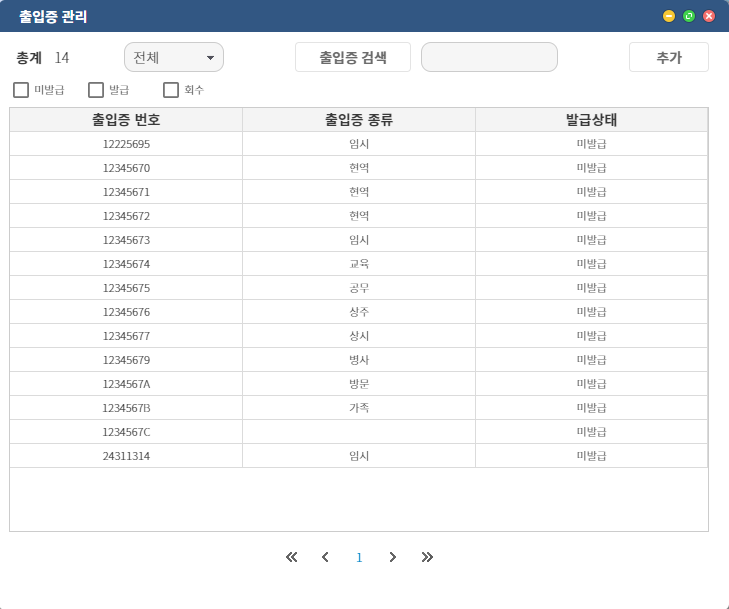 출입증 관리
총계 14 전체 출입증 검색 추가
미발급 발급 회수
출입증 번호 출입증 종류 발급상태
12225695 임시 미발급
12345670 현역 미발급
12345671 현역 미발급
12345672 현역 미발급
12345673 임시 미발급
12345674 교육 미발급
12345675 공무 미발급
12345676 상주 미발급
12345677 상시 미발급
12345679 병사 미발급
1234567A 방문 미발급
1234567B 가족 미발급
1234567C 미발급
24311314 임시 미발급
1